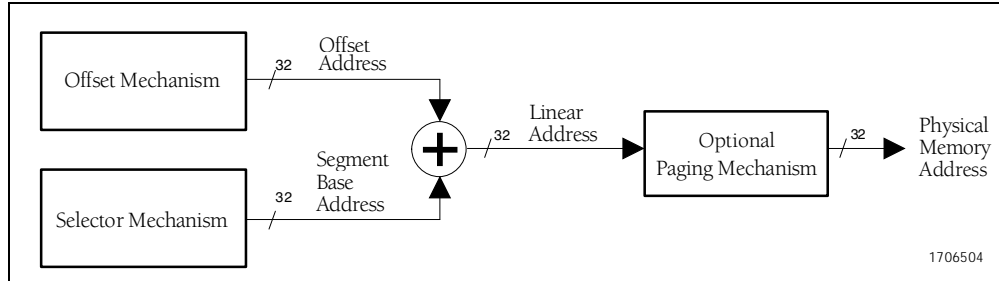 Offset Mechanism
32
Offset
Address
Selector Mechanism
32
Segment
Base
Address
32
Linear
Address
Optional
Paging Mechanism
32
Physical
Memory
Address
1706504